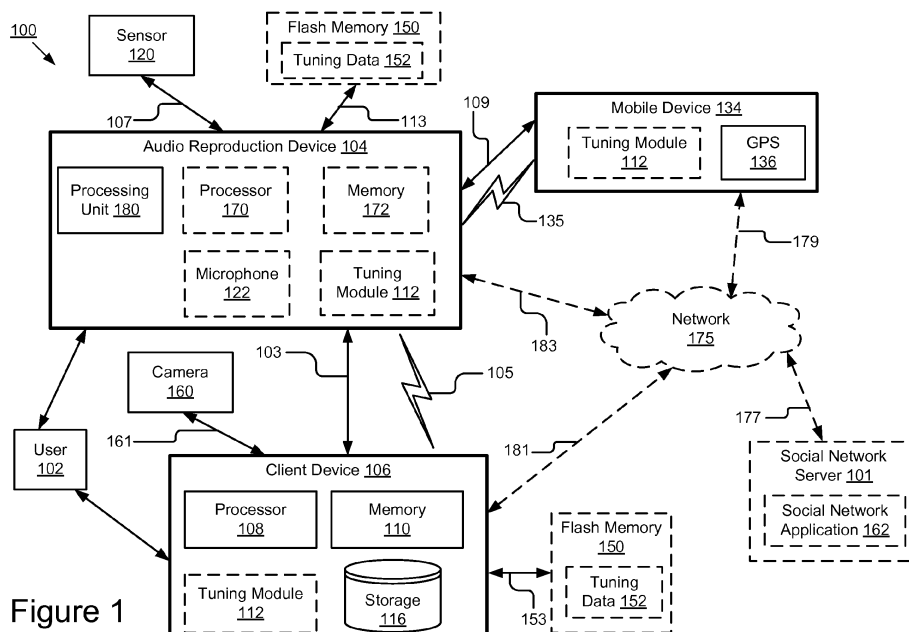 100
Sensor
120
Flash Memory 150
Tuning Data 152
107
113
109
Mobile Device 134
Tuning
Module
112
GPS
136
Audio Reproduction Device 104
Processing
Unit 180
Processor
170
Memory
172
135
179
Microphone
122
Tuning
Module 112
183
Network
175
103
105
Camera
160
161
177
181
User
102
Client Device 106
Social Network
Server 101
Social Network
Application 162
Processor
108
Memory
110
Flash Memory
150
Tuning
Data 152
153
Tuning Module
112
Storage
116
Figure 1